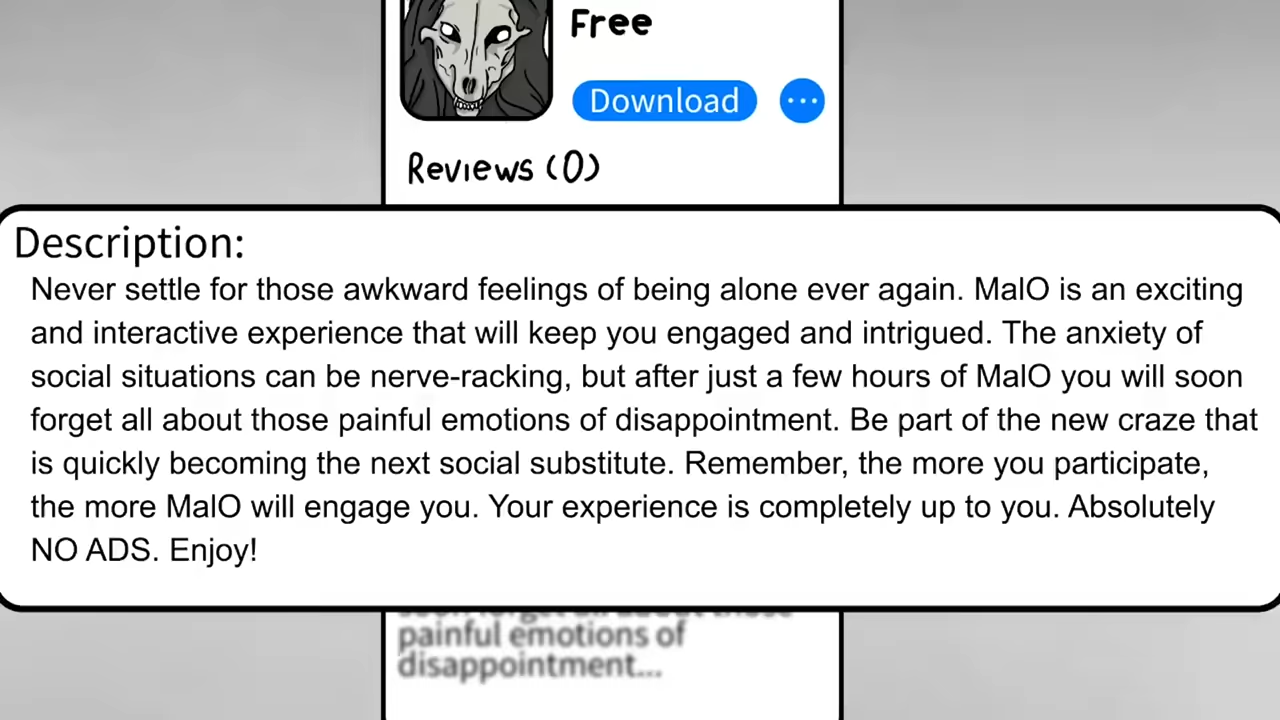 Free
Download
Reviews (0)
Description:
Never settle for those awkward feelings of being alone ever again. MalO is an exciting
and interactive experience that will keep you engaged and intrigued. The anxiety of
social situations can be nerve-racking, but after just a few hours of MalO you will soon
forget all about those painful emotions of disappointment. Be part of the new craze that
is quickly becoming the next social substitute. Remember, the more you participate,
the more MalO will engage you. Your experience is completely up to you. Absolutely
NO ADS. Enjoy!
soon forget all about those
painful emotions of
disappointment...